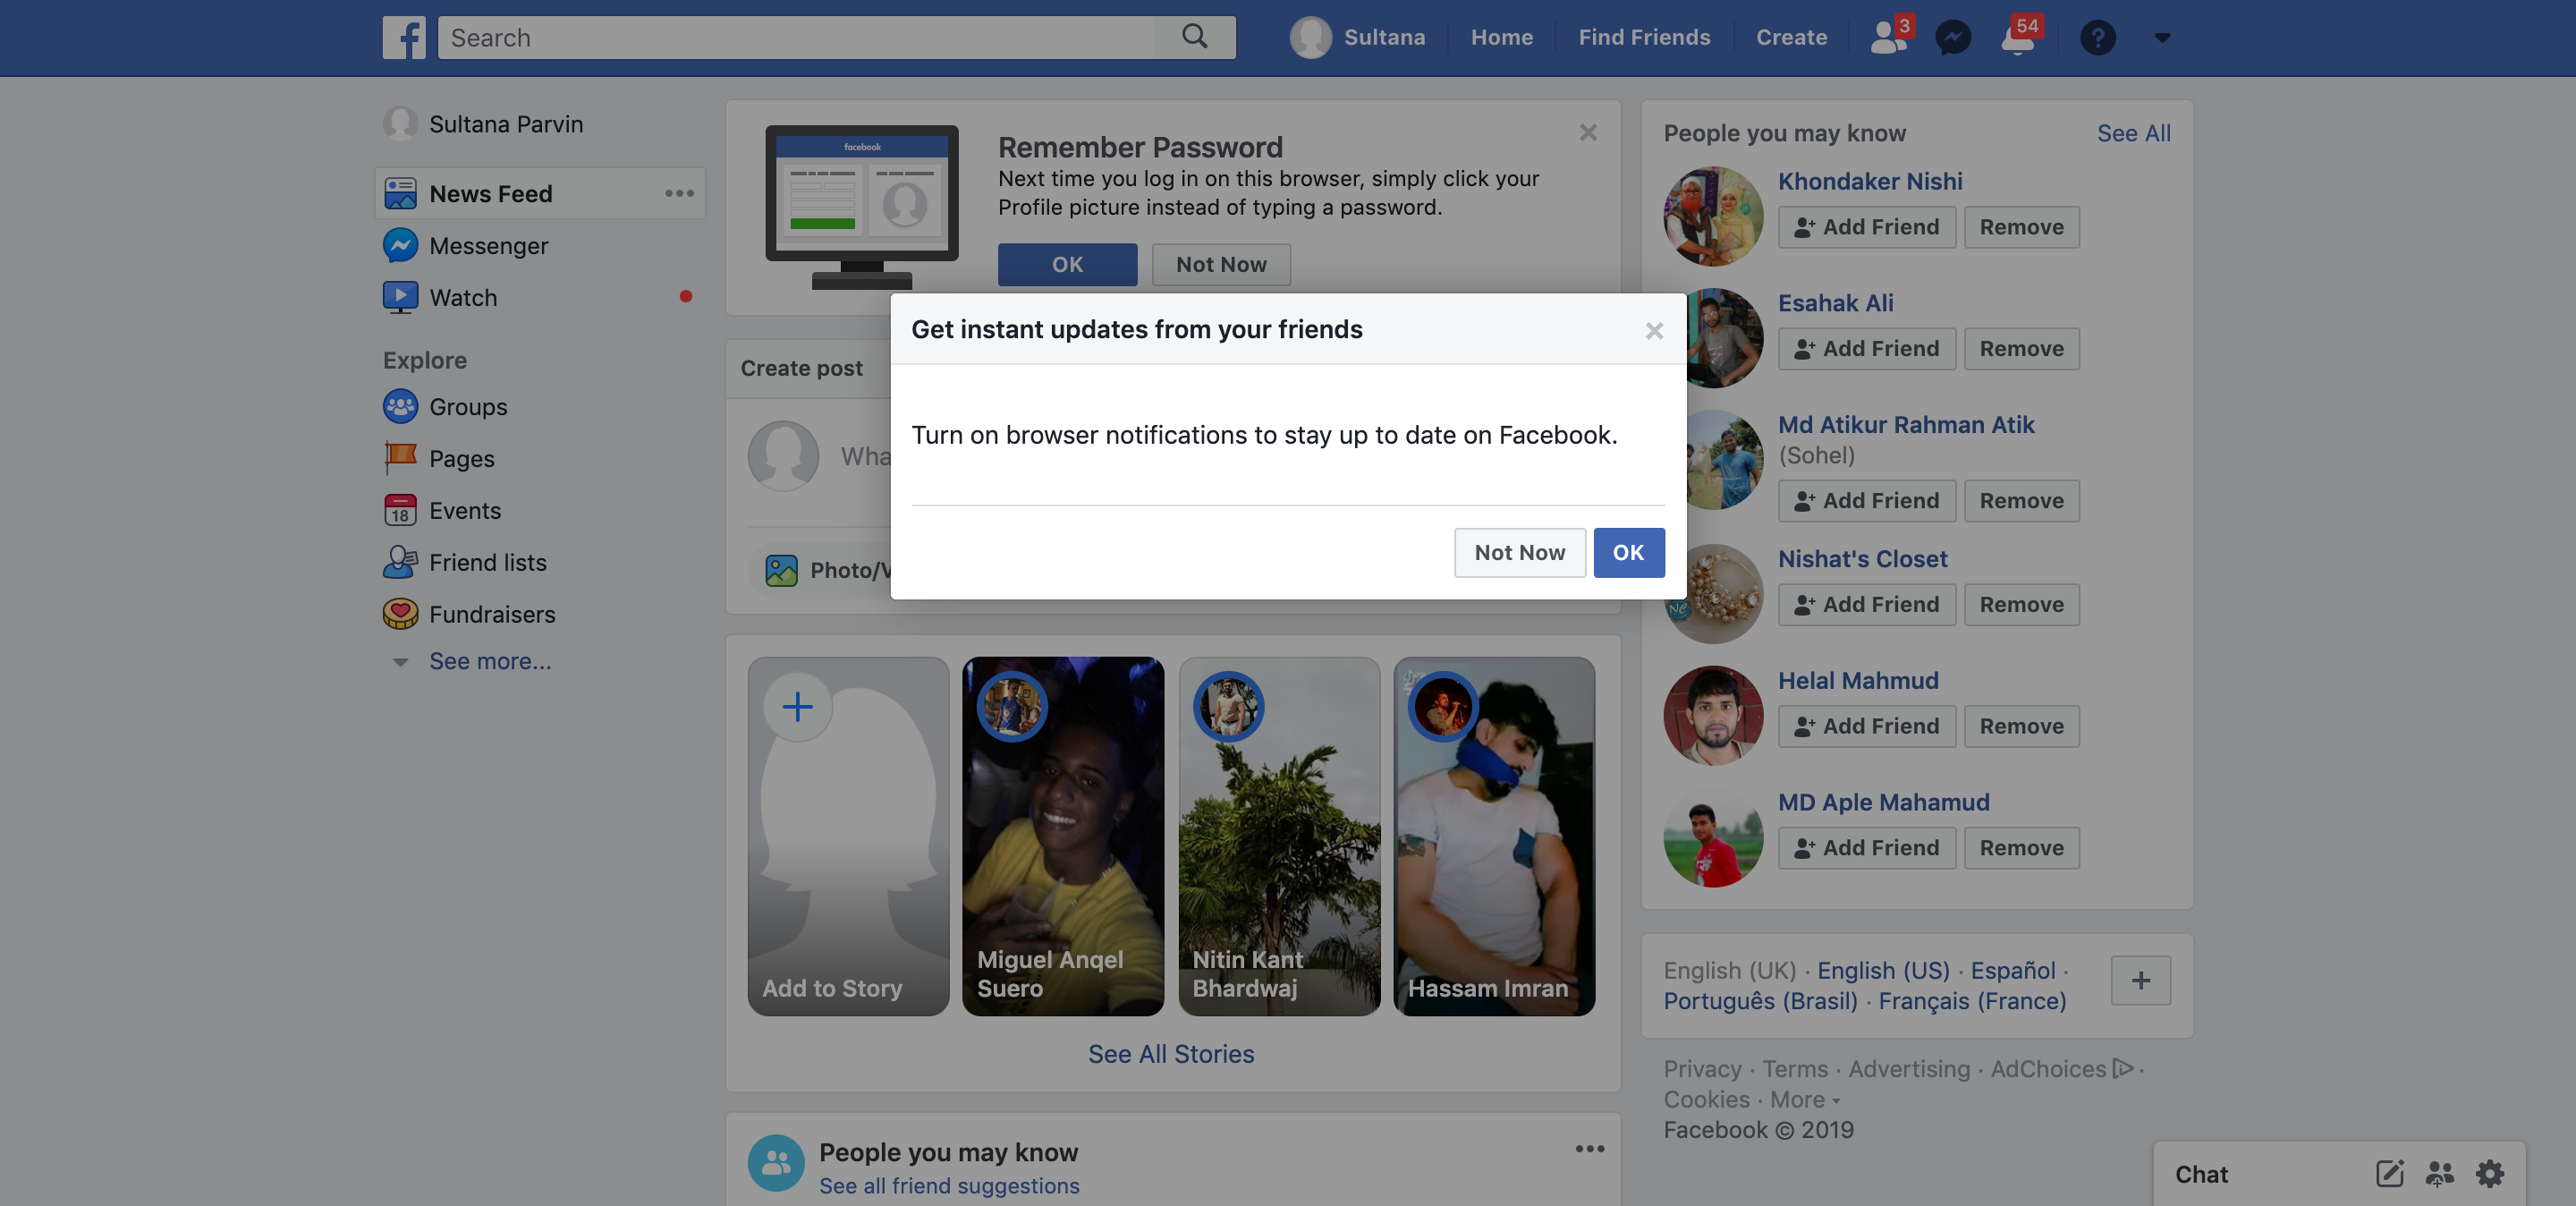 Search
Sultana
Home
Find Friends
Create
3
54
Sultana Parvin
News Feed
Messenger
Watch
Explore
Groups
Pages
18
Events
Friend lists
Fundraisers
See more...
facebook
Remember Password
Next time you log in on this browser, simply click your
Profile picture instead of typing a password.
OK
Not Now
Get instant updates from your friends
Turn on browser notifications to stay up to date on Facebook.
Not Now
OK
Create post
Wha
Photo/V
Add to Story
Miguel Angel
Suero
Nitin Kant
Bhardwaj
Hassam Imran
See All Stories
People you may know
See all friend suggestions
People you may know
See All
Khondaker Nishi
Add Friend
Remove
Esahak Ali
Add Friend
Remove
Md Atikur Rahman Atik
(Sohel)
Add Friend
Remove
Nishat's Closet
NC
Add Friend
Remove
Helal Mahmud
Add Friend
Remove
MD Aple Mahamud
Add Friend
Remove
English (UK) · English (US) · Español ·
Português (Brasil) · Français (France)
Privacy · Terms · Advertising · AdChoices ·
Cookies · More
Facebook © 2019
Chat